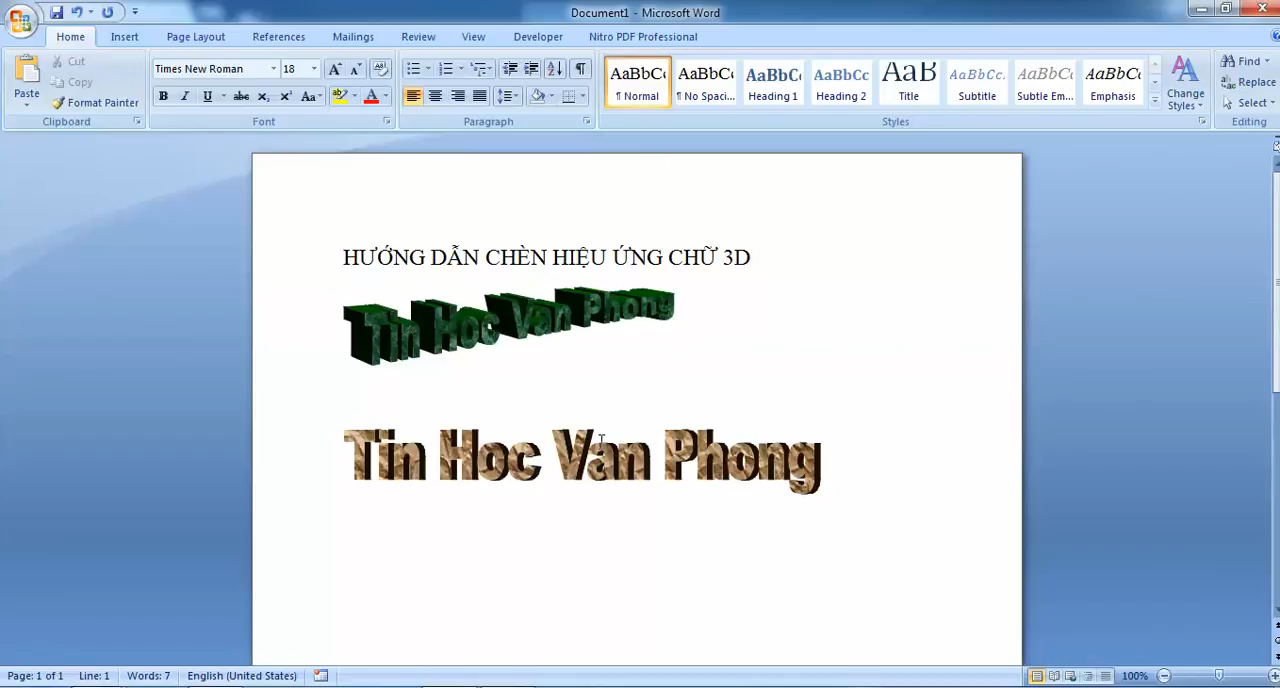 Document1 - Microsoft Word
Home Insert Page Layout References Mailings Review View Developer Nitro PDF Professional
Paste
Cut
Copy
Format Painter
Clipboard
Times New Roman 18
Font
Paragraph
AaBbCc AaBbCc AaBbC AaBbCc AaB AaBbCc. AaBbCc AaBbCc
¶ Normal ¶ No Spaci... Heading 1 Heading 2 Title Subtitle Subtle Em... Emphasis
Change Styles
Styles
Find
Replace
Select
Editing
HƯỚNG DẪN CHÈN HIỆU ỨNG CHỮ 3D
Tin Hoc Van Phong
Tin Hoc Van Phong
Page: 1 of 1 Line: 1 Words: 7 English (United States) 100%